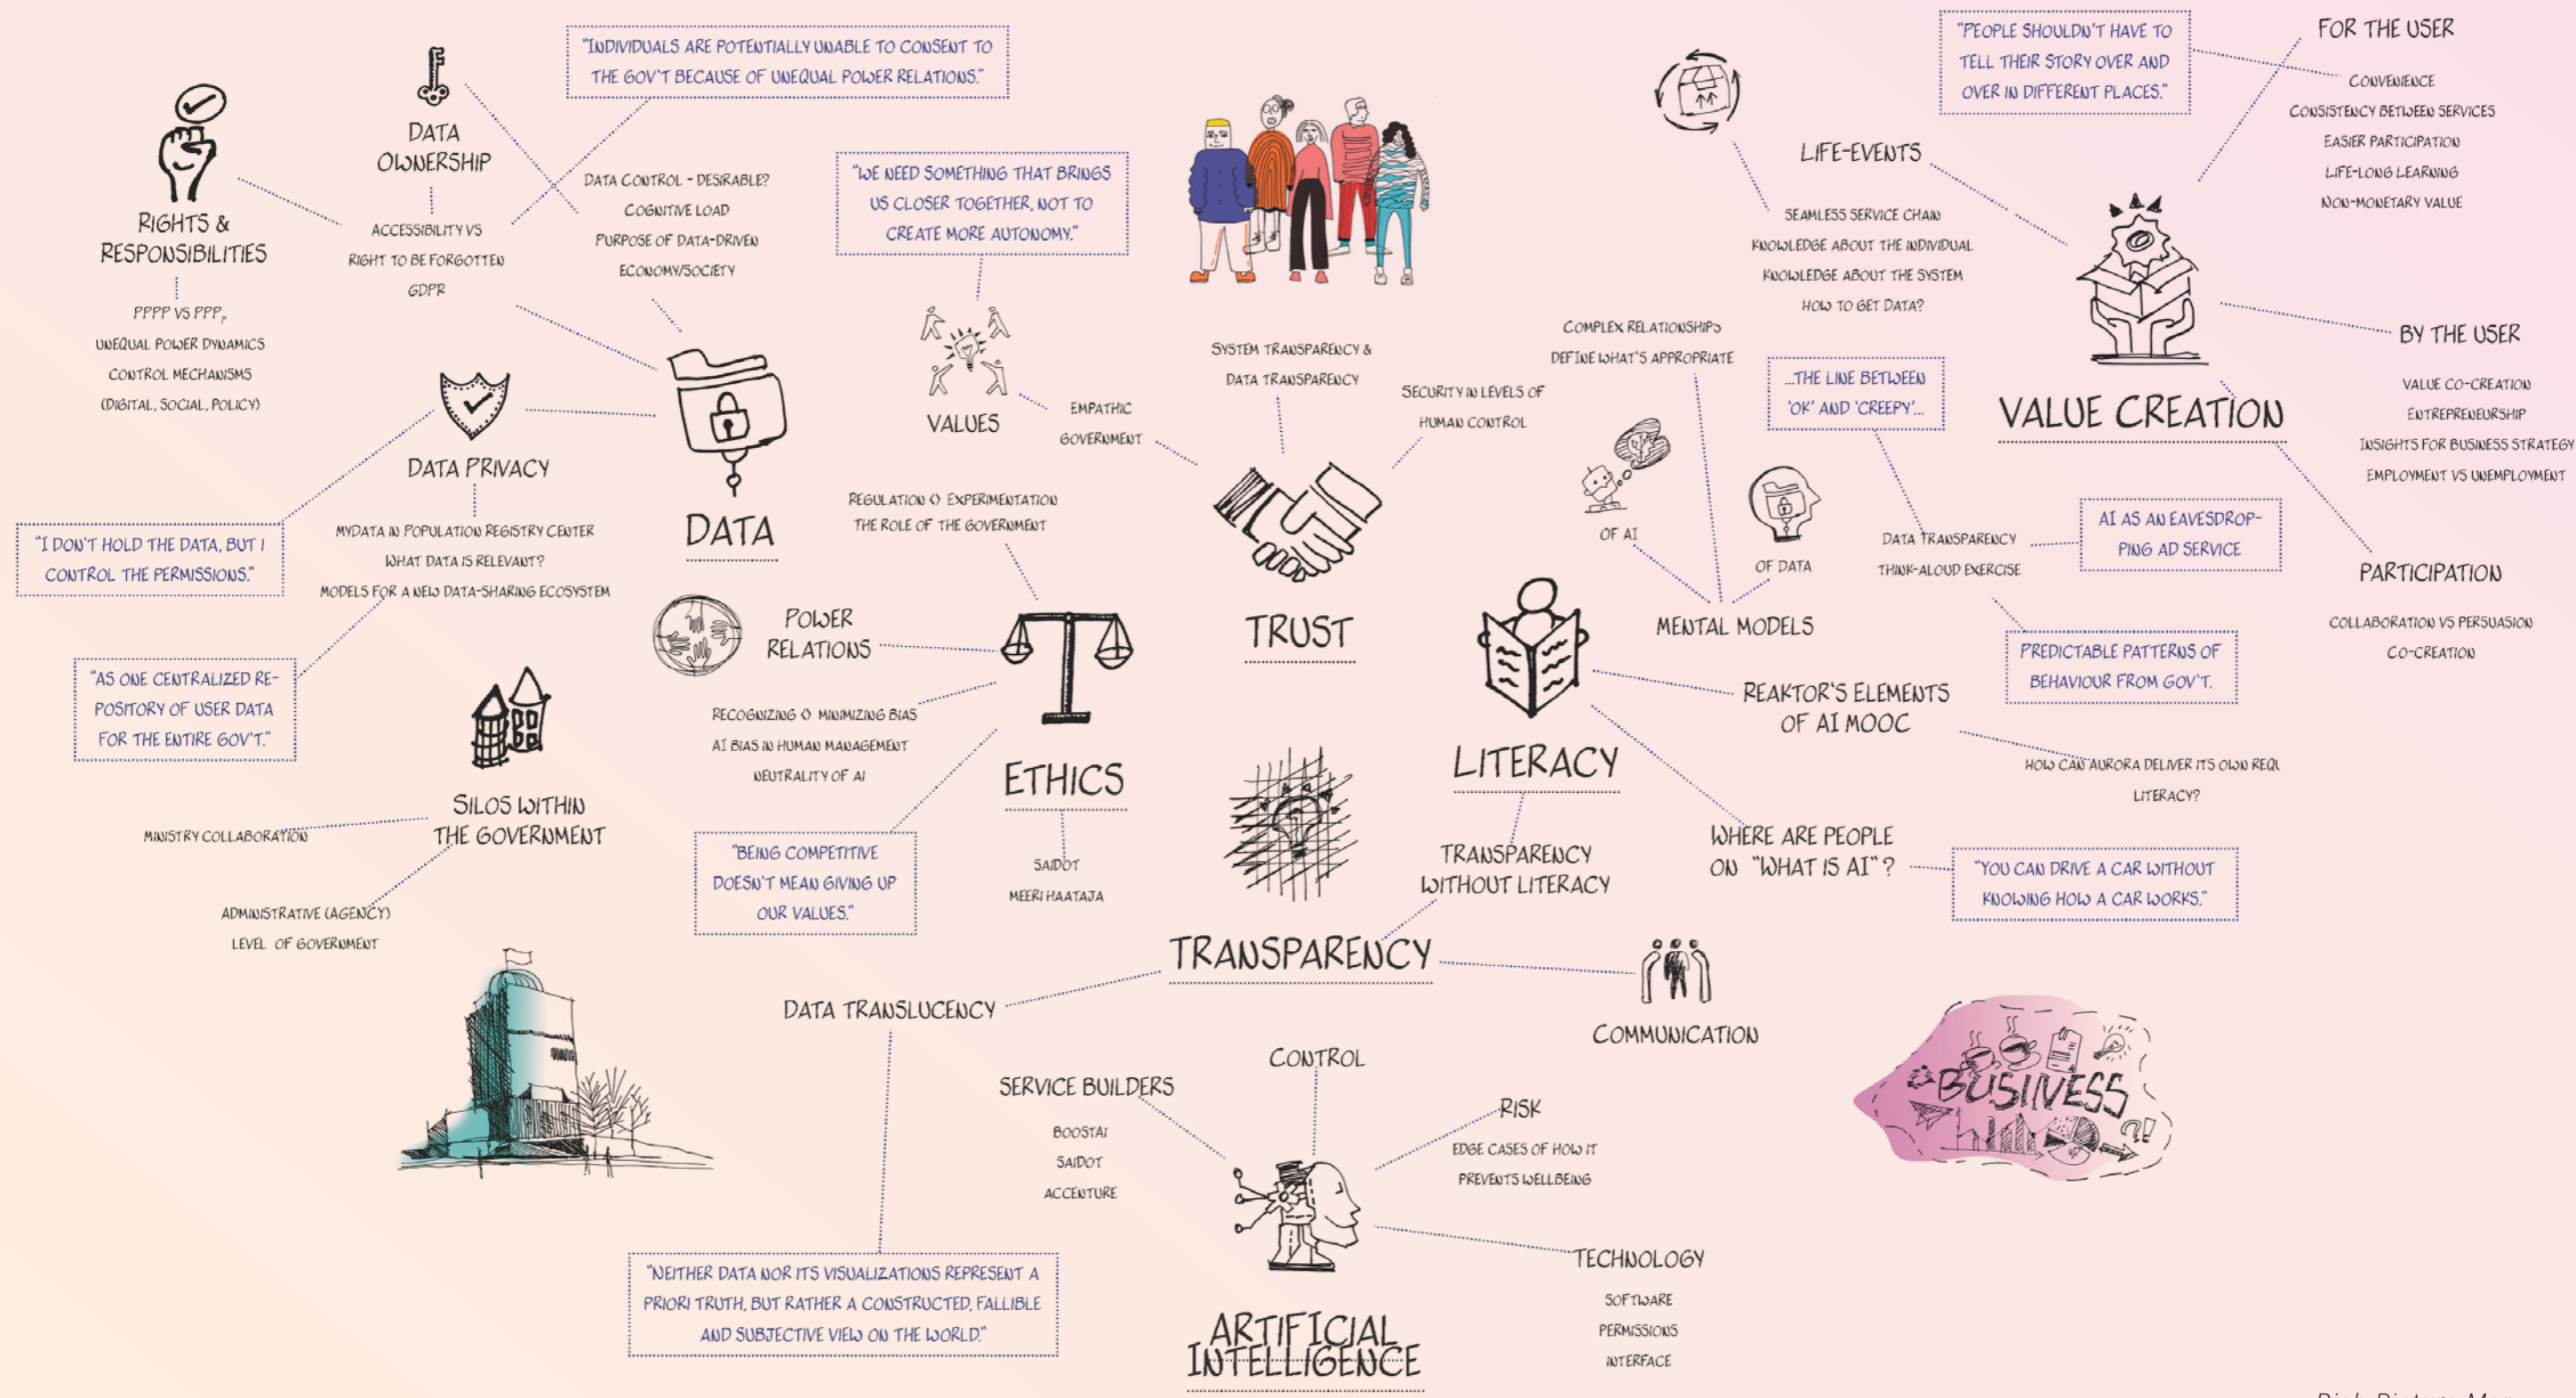 "INDIVIDUALS ARE POTENTIALLY UNABLE TO CONSENT TO
THE GOV'T BECAUSE OF UNEQUAL POWER RELATIONS."
DATA
OWNERSHIP
RIGHTS &
RESPONSIBILITIES
PPPP VS PPPP
UNEQUAL POWER DYNAMICS
CONTROL MECHANISMS
(DIGITAL, SOCIAL, POLICY)
ACCESSIBILITY VS
RIGHT TO BE FORGOTTEN
GDPR
DATA CONTROL - DESIRABLE?
COGNITIVE LOAD
PURPOSE OF DATA-DRIVEN
ECONOMY/SOCIETY
DATA PRIVACY
MYDATA IN POPULATION REGISTRY CENTER
WHAT DATA IS RELEVANT?
MODELS FOR A NEW DATA-SHARING ECOSYSTEM
"I DON'T HOLD THE DATA, BUT I
CONTROL THE PERMISSIONS."
"AS ONE CENTRALIZED RE-
POSITORY OF USER DATA
FOR THE ENTIRE GOV'T."
DATA
SILOS WITHIN
THE GOVERNMENT
MINISTRY COLLABORATION
ADMINISTRATIVE (AGENCY)
LEVEL OF GOVERNMENT
"WE NEED SOMETHING THAT BRINGS
US CLOSER TOGETHER, NOT TO
CREATE MORE AUTONOMY."
VALUES
EMPATHIC
GOVERNMENT
SYSTEM TRANSPARENCY &
DATA TRANSPARENCY
SECURITY IN LEVELS OF
HUMAN CONTROL
TRUST
REGULATION <> EXPERIMENTATION
THE ROLE OF THE GOVERNMENT
POWER
RELATIONS
RECOGNIZING <> MINIMIZING BIAS
AI BIAS IN HUMAN MANAGEMENT
NEUTRALITY OF AI
"BEING COMPETITIVE
DOESN'T MEAN GIVING UP
OUR VALUES."
ETHICS
SAIDOT
MEERI HAATAJA
LIFE-EVENTS
SEAMLESS SERVICE CHAIN
KNOWLEDGE ABOUT THE INDIVIDUAL
KNOWLEDGE ABOUT THE SYSTEM
HOW TO GET DATA?
"PEOPLE SHOULDN'T HAVE TO
TELL THEIR STORY OVER AND
OVER IN DIFFERENT PLACES."
FOR THE USER
CONVENIENCE
CONSISTENCY BETWEEN SERVICES
EASIER PARTICIPATION
LIFE-LONG LEARNING
NON-MONETARY VALUE
VALUE CREATION
BY THE USER
VALUE CO-CREATION
ENTREPRENEURSHIP
INSIGHTS FOR BUSINESS STRATEGY
EMPLOYMENT VS UNEMPLOYMENT
PARTICIPATION
COLLABORATION VS PERSUASION
CO-CREATION
COMPLEX RELATIONSHIPS
DEFINE WHAT'S APPROPRIATE
OF AI
OF DATA
MENTAL MODELS
...THE LINE BETWEEN
'OK' AND 'CREEPY'...
DATA TRANSPARENCY
THINK-ALOUD EXERCISE
AI AS AN EAVESDROP-
PING AD SERVICE
PREDICTABLE PATTERNS OF
BEHAVIOUR FROM GOV'T.
LITERACY
REAKTOR'S ELEMENTS
OF AI MOOC
HOW CAN AURORA DELIVER ITS OWN
LITERACY?
WHERE ARE PEOPLE
ON "WHAT IS AI"?
"YOU CAN DRIVE A CAR WITHOUT
KNOWING HOW A CAR WORKS."
TRANSPARENCY
WITHOUT LITERACY
TRANSPARENCY
DATA TRANSLUCENCY
COMMUNICATION
"NEITHER DATA NOR ITS VISUALIZATIONS REPRESENT A
PRIORI TRUTH, BUT RATHER A CONSTRUCTED, FALLIBLE
AND SUBJECTIVE VIEW ON THE WORLD."
CONTROL
SERVICE BUILDERS
BOOSTAI
SAIDOT
ACCENTURE
RISK
EDGE CASES OF HOW IT
PREVENTS WELLBEING
TECHNOLOGY
SOFTWARE
PERMISSIONS
INTERFACE
ARTIFICIAL
INTELLIGENCE
BUSINESS
?!